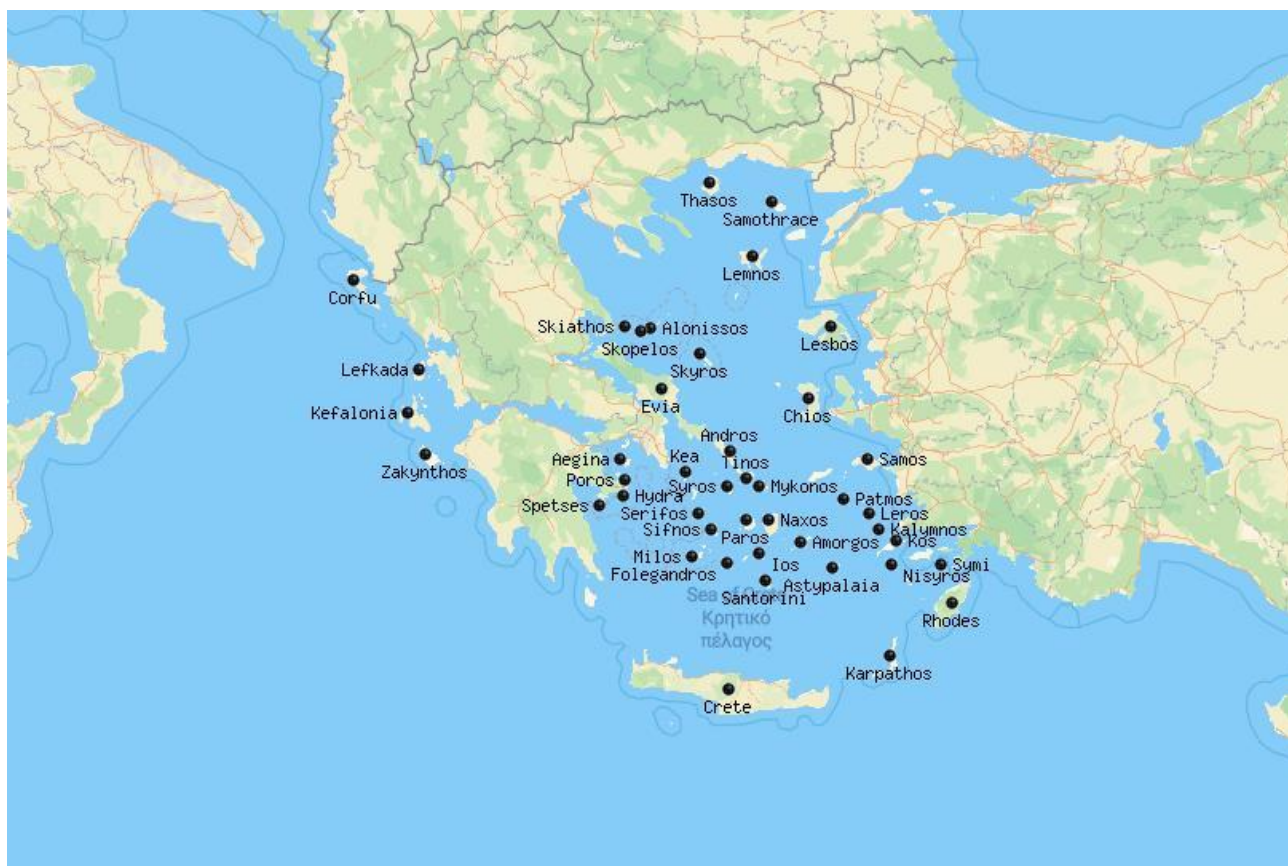 Thasos
Samothrace
Lemnos
Corfu
Skiathos
Alonissos
Skopelos
Lesbos
Skyros
Lefkada
Evia
Chios
Kefalonia
Andros
Zakynthos
Aegina
Kea
Tinos
Samos
Poros
Syros
Mykonos
Hydra
Patmos
Spetses
Serifos
Leros
Sifnos
Naxos
Kalymnos
Paros
Amorgos
Kos
Milos
Ios
Folegandros
Astypalaia
Nisyros
Symi
Santorini
Sea of Crete
Κρητικό
πέλαγος
Rhodes
Karpathos
Crete